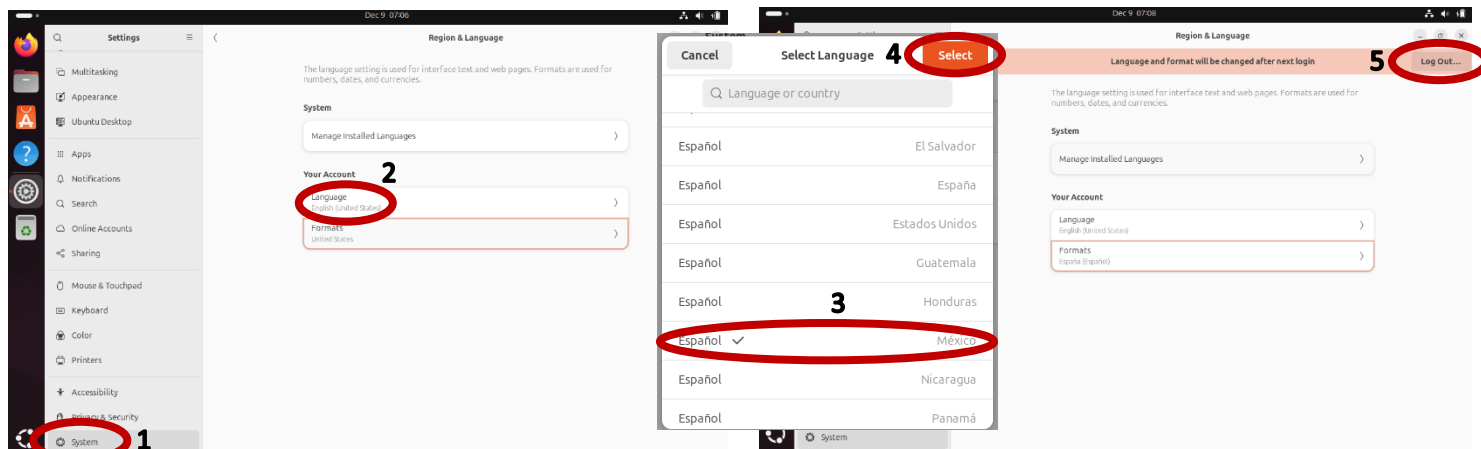 Dec 9 07:06
Settings
Region & Language
System
Multitasking
Appearance
Ubuntu Desktop
Apps
Notifications
Search
Online Accounts
Sharing
Mouse & Touchpad
Keyboard
Color
Printers
Accessibility
Privacy & Security
System
1
The language setting is used for interface text and web pages. Formats are used for
numbers, dates, and currencies.
System
Manage Installed Languages
Your Account
2
Language
English (United States)
Formats
United States
Cancel
Select Language
4
Select
Language or country
Español El Salvador
Español España
Español Estados Unidos
Español Guatemala
Español Honduras
3
Español México
Español Nicaragua
Español Panamá
Dec 9 07:08
Region & Language
Language and format will be changed after next login
5
Log Out...
The language setting is used for interface text and web pages. Formats are used for
numbers, dates, and currencies.
System
Manage Installed Languages
Your Account
Language
English (United States)
Formats
España (Español)
System